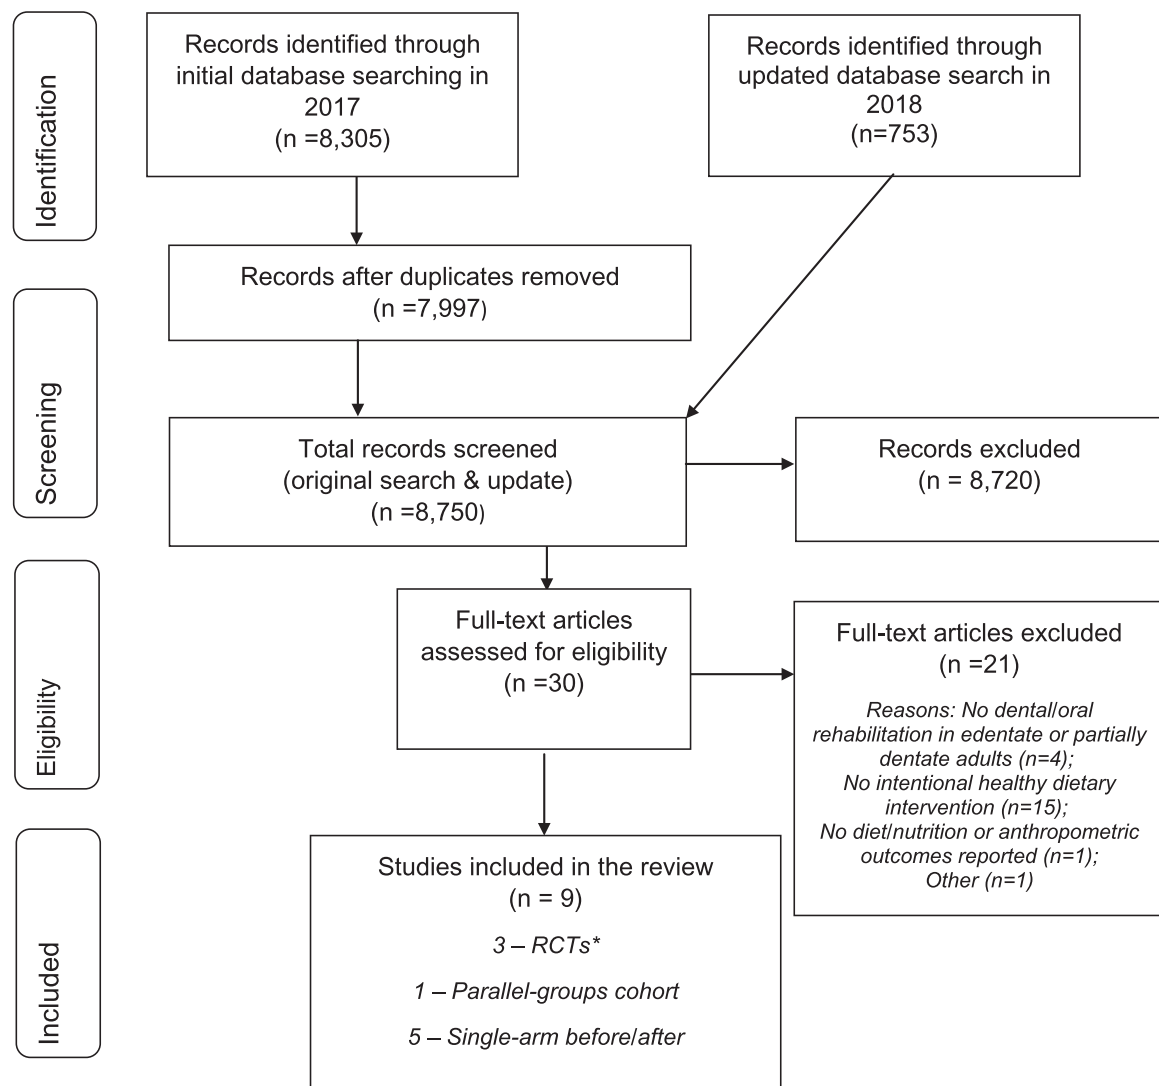 Identification
Records identified through
initial database searching in
2017
(n =8,305)
Records identified through
updated database search in
2018
(n=753)
Records after duplicates removed
(n =7,997)
Screening
Total records screened
(original search & update)
(n =8,750)
Records excluded
(n = 8,720)
Eligibility
Full-text articles
assessed for eligibility
(n =30)
Full-text articles excluded
(n =21)
Reasons: No dental/oral
rehabilitation in edentate or partially
dentate adults (n=4);
No intentional healthy dietary
intervention (n=15);
No diet/nutrition or anthropometric
outcomes reported (n=1);
Other (n=1)
Included
Studies included in the review
(n = 9)
3 – RCTs*
1 – Parallel-groups cohort
5 – Single-arm before/after